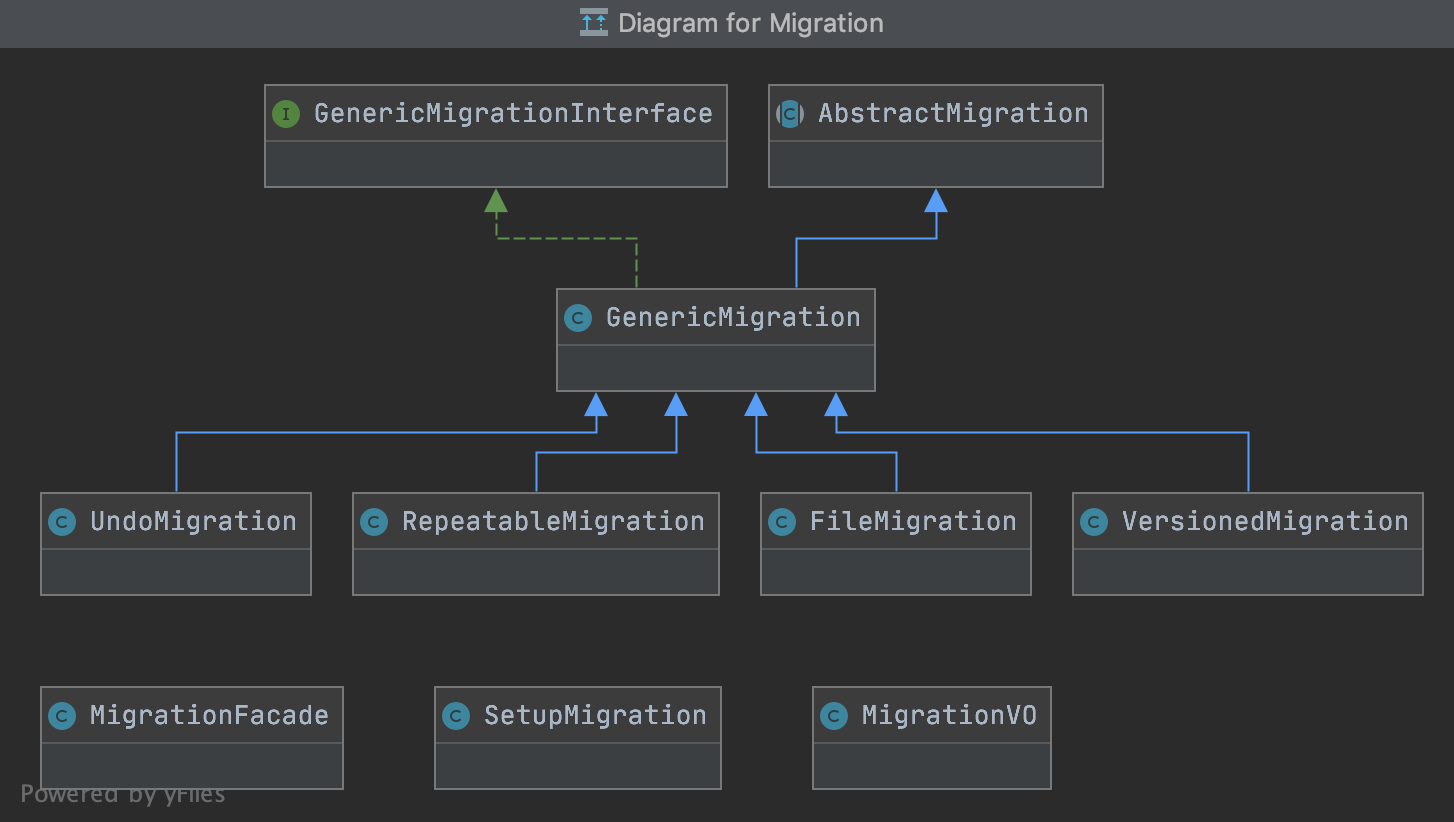 Diagram for Migration
I GenericMigrationInterface
C AbstractMigration
C GenericMigration
C UndoMigration
C RepeatableMigration
C FileMigration
C VersionedMigration
C MigrationFacade
C SetupMigration
C MigrationVO
Powered by yFiles